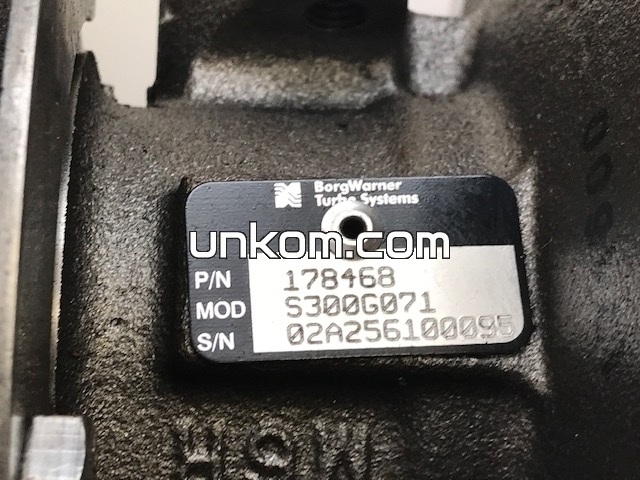 BorgWarner
Turbo Systems
unkom.com
P/N 178468
MOD S300G071
S/N 02A256100095